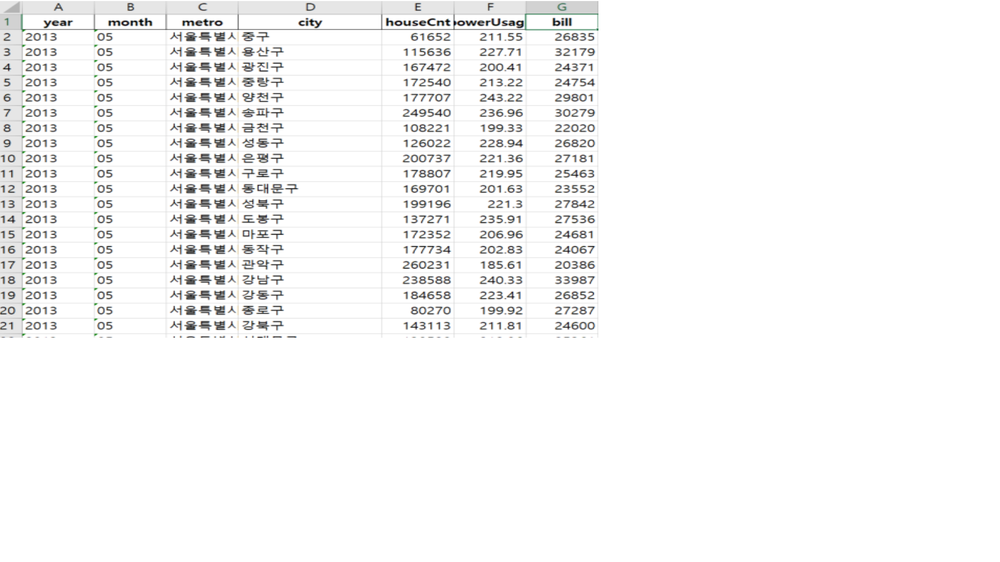 A B C D E F G
1 year month metro city houseCnt owerUsag bill
2 2013 05 서울특별시 중구 61652 211.55 26835
3 2013 05 서울특별시 용산구 115636 227.71 32179
4 2013 05 서울특별시 광진구 167472 200.41 24371
5 2013 05 서울특별시 중랑구 172540 213.22 24754
6 2013 05 서울특별시 양천구 177707 243.22 29801
7 2013 05 서울특별시 송파구 249540 236.96 30279
8 2013 05 서울특별시 금천구 108221 199.33 22020
9 2013 05 서울특별시 성동구 126022 228.94 26820
10 2013 05 서울특별시 은평구 200737 221.36 27181
11 2013 05 서울특별시 구로구 178807 219.95 25463
12 2013 05 서울특별시 동대문구 169701 201.63 23552
13 2013 05 서울특별시 성북구 199196 221.3 27842
14 2013 05 서울특별시 도봉구 137271 235.91 27536
15 2013 05 서울특별시 마포구 172352 206.96 24681
16 2013 05 서울특별시 동작구 177734 202.83 24067
17 2013 05 서울특별시 관악구 260231 185.61 20386
18 2013 05 서울특별시 강남구 238588 240.33 33987
19 2013 05 서울특별시 강동구 184658 223.41 26852
20 2013 05 서울특별시 종로구 80270 199.92 27287
21 2013 05 서울특별시 강북구 143113 211.81 24600